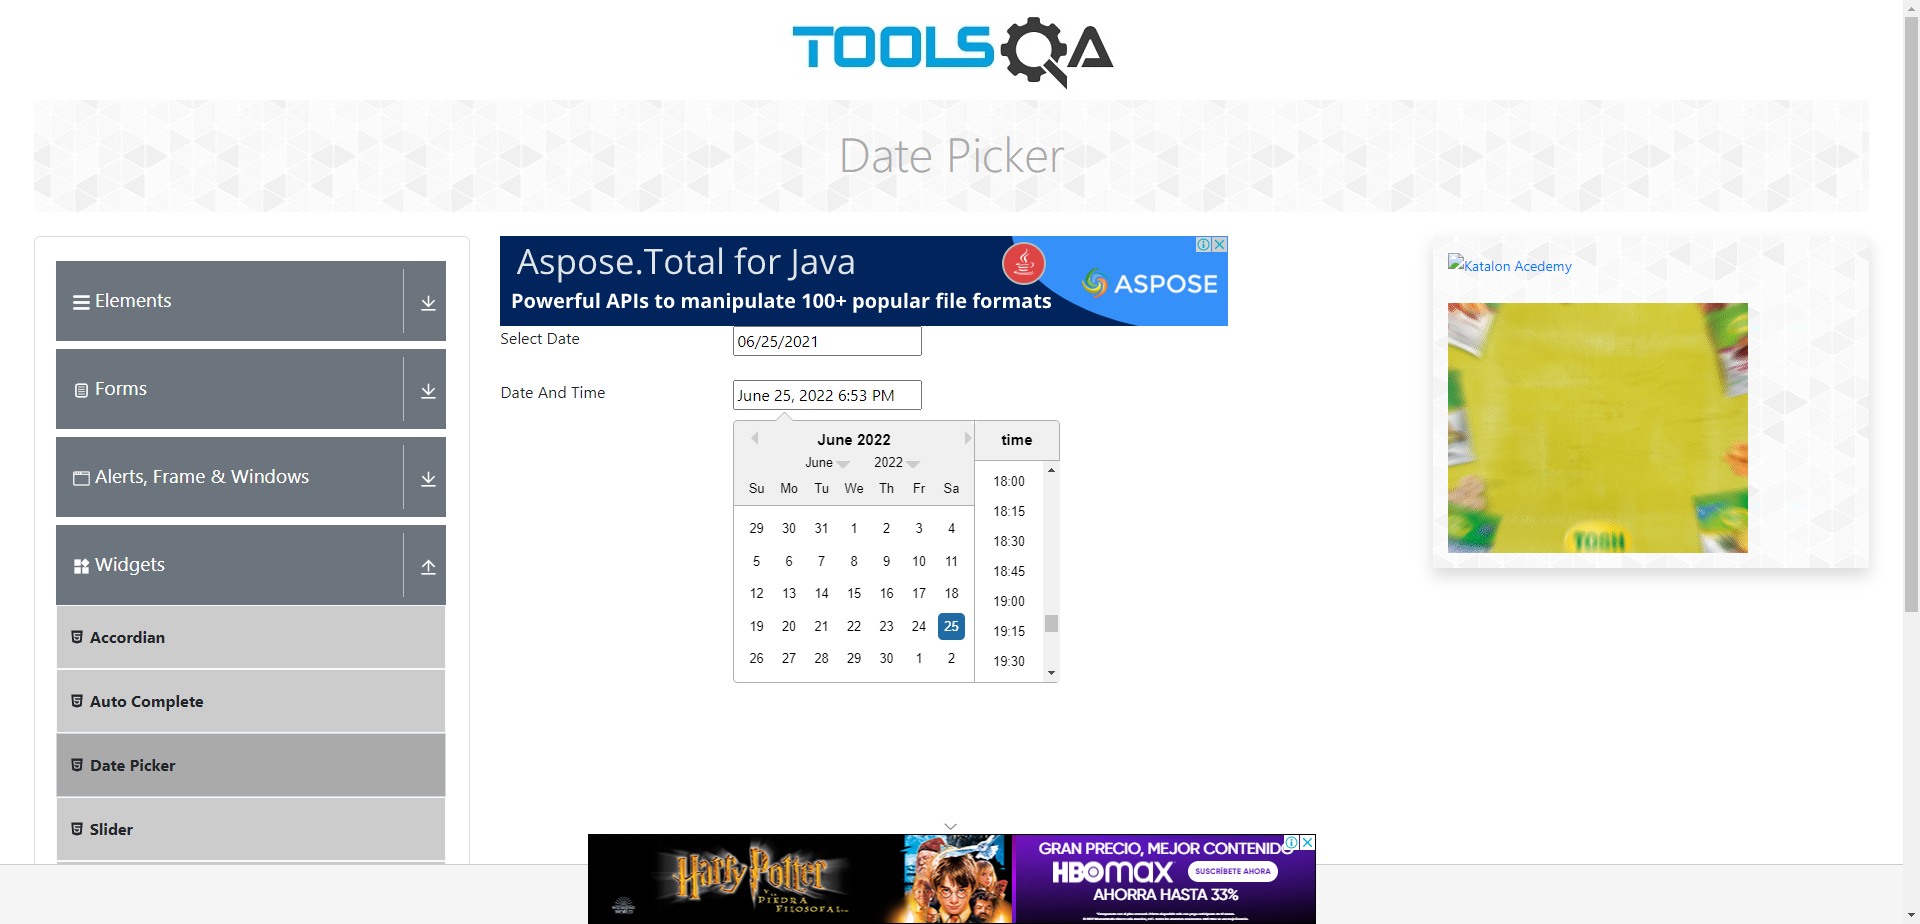 TOOLSQA
Date Picker
Elements
Forms
Alerts, Frame & Windows
Widgets
Accordian
Auto Complete
Date Picker
Slider
Aspose.Total for Java
Powerful APIs to manipulate 100+ popular file formats
ASPOSE
Select Date
06/25/2021
Date And Time
June 25, 2022 6:53 PM
June 2022
June 2022
Su Mo Tu We Th Fr Sa
29 30 31 1 2 3 4
5 6 7 8 9 10 11
12 13 14 15 16 17 18
19 20 21 22 23 24 25
26 27 28 29 30 1 2
time
18:00
18:15
18:30
18:45
19:00
19:15
19:30
Katalon Acedemy
Harry Potter
Y LA
PIEDRA
FILOSOFAL
GRAN PRECIO, MEJOR CONTENIDO
HBOmax
SUSCRÍBETE AHORA
AHORRA HASTA 33%